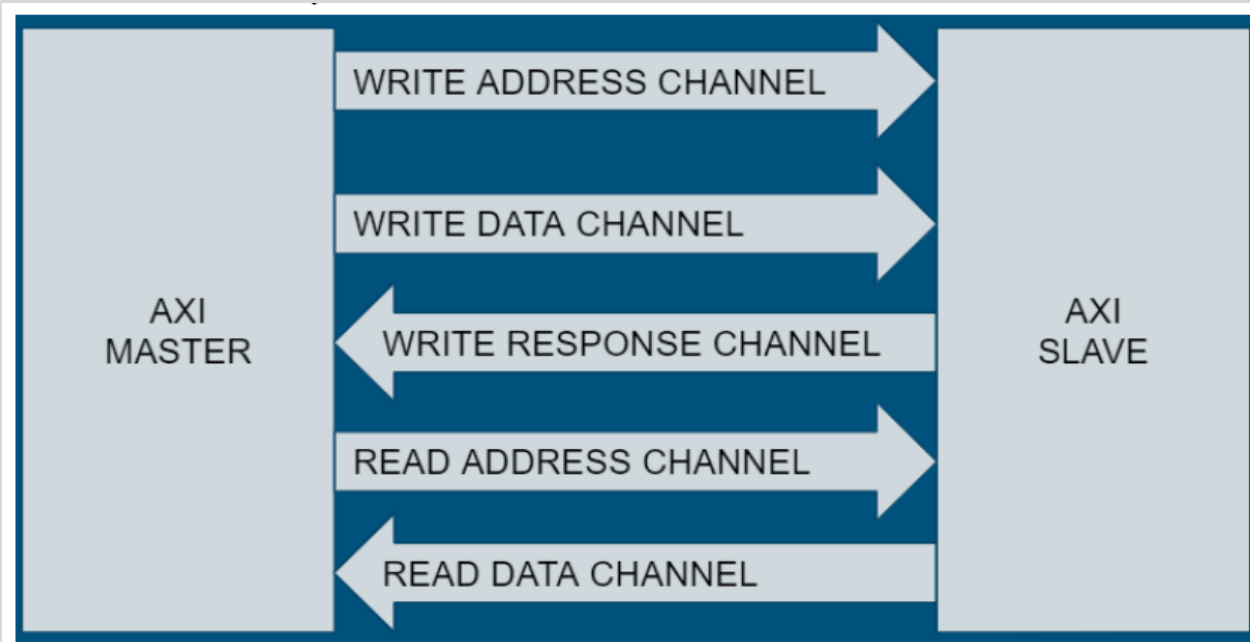 WRITE ADDRESS CHANNEL
WRITE DATA CHANNEL
AXI
MASTER
WRITE RESPONSE CHANNEL
AXI
SLAVE
READ ADDRESS CHANNEL
READ DATA CHANNEL